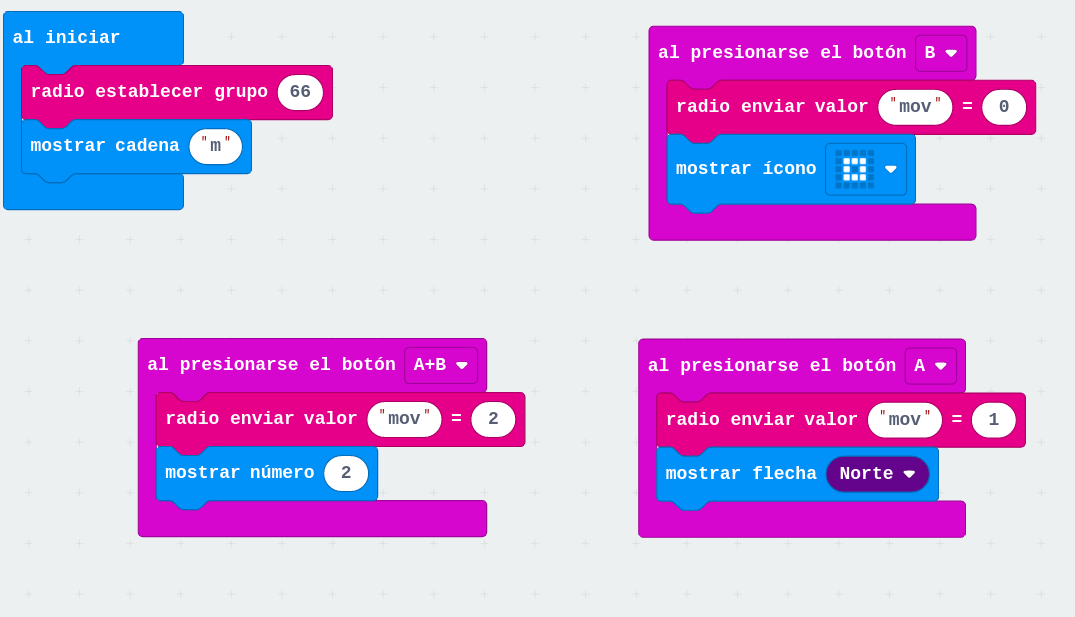 al iniciar
radio establecer grupo 66
mostrar cadena "m"
al presionarse el botón B
radio enviar valor "mov" = 0
mostrar ícono
al presionarse el botón A+B
radio enviar valor "mov" = 2
mostrar número 2
al presionarse el botón A
radio enviar valor "mov" = 1
mostrar flecha Norte